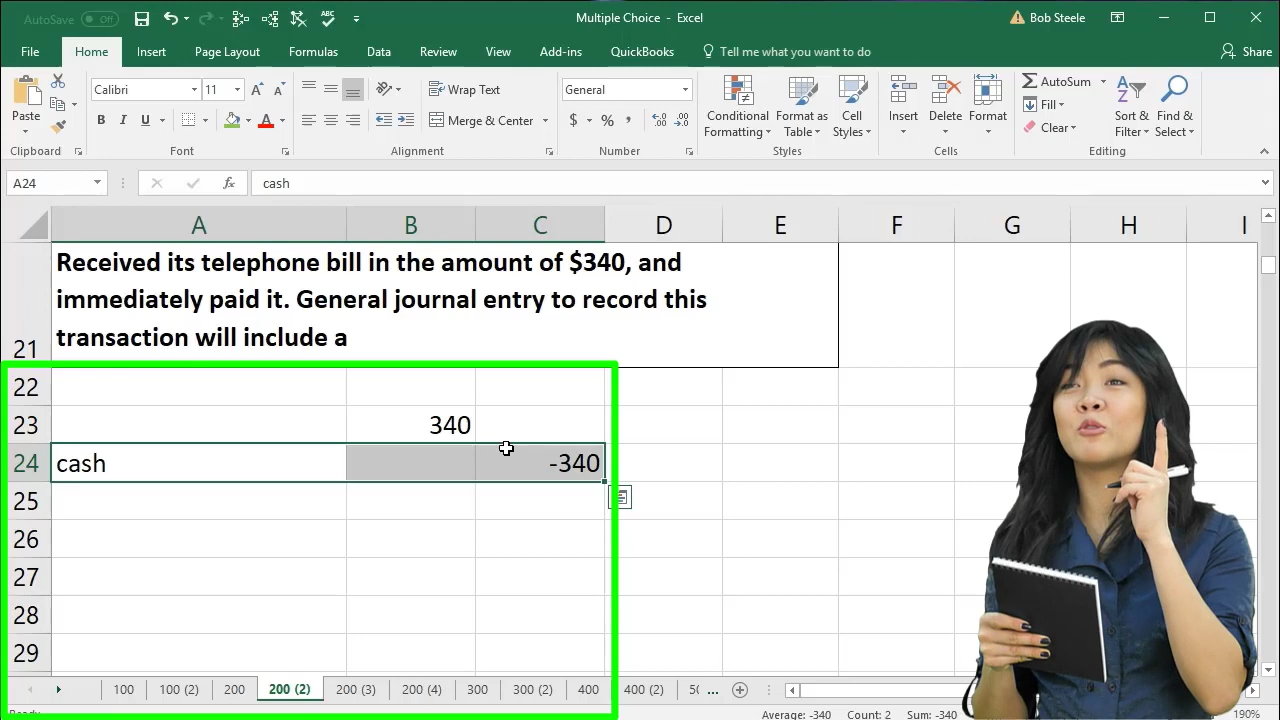 AutoSave Off Multiple Choice - Excel Bob Steele
File Home Insert Page Layout Formulas Data Review View Add-ins QuickBooks Tell me what you want to do Share
Calibri 11 Wrap Text General AutoSum
Paste Merge & Center Conditional Formatting Format as Table Cell Styles Insert Delete Format Fill Clear Sort & Filter Find & Select
Clipboard Font Alignment Number Styles Cells Editing
A24 fx cash
A B C D E F G H I
Received its telephone bill in the amount of $340, and
immediately paid it. General journal entry to record this
21 transaction will include a
22
23 340
24 cash -340
25
26
27
28
29
100 100 (2) 200 200 (2) 200 (3) 200 (4) 300 300 (2) 400 400 (2) ...
Average: -340 Count: 2 Sum: -340 190%